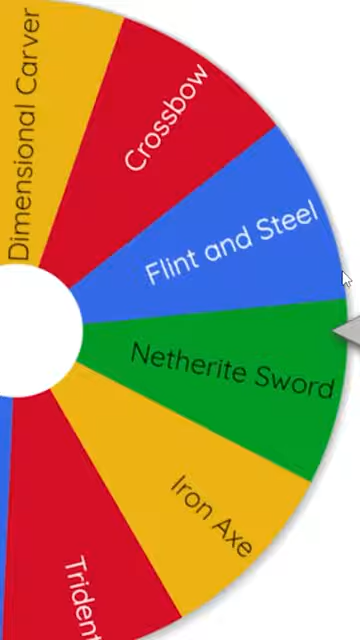 Dimensional Carver
Crossbow
Flint and Steel
Netherite Sword
Iron Axe
Trident